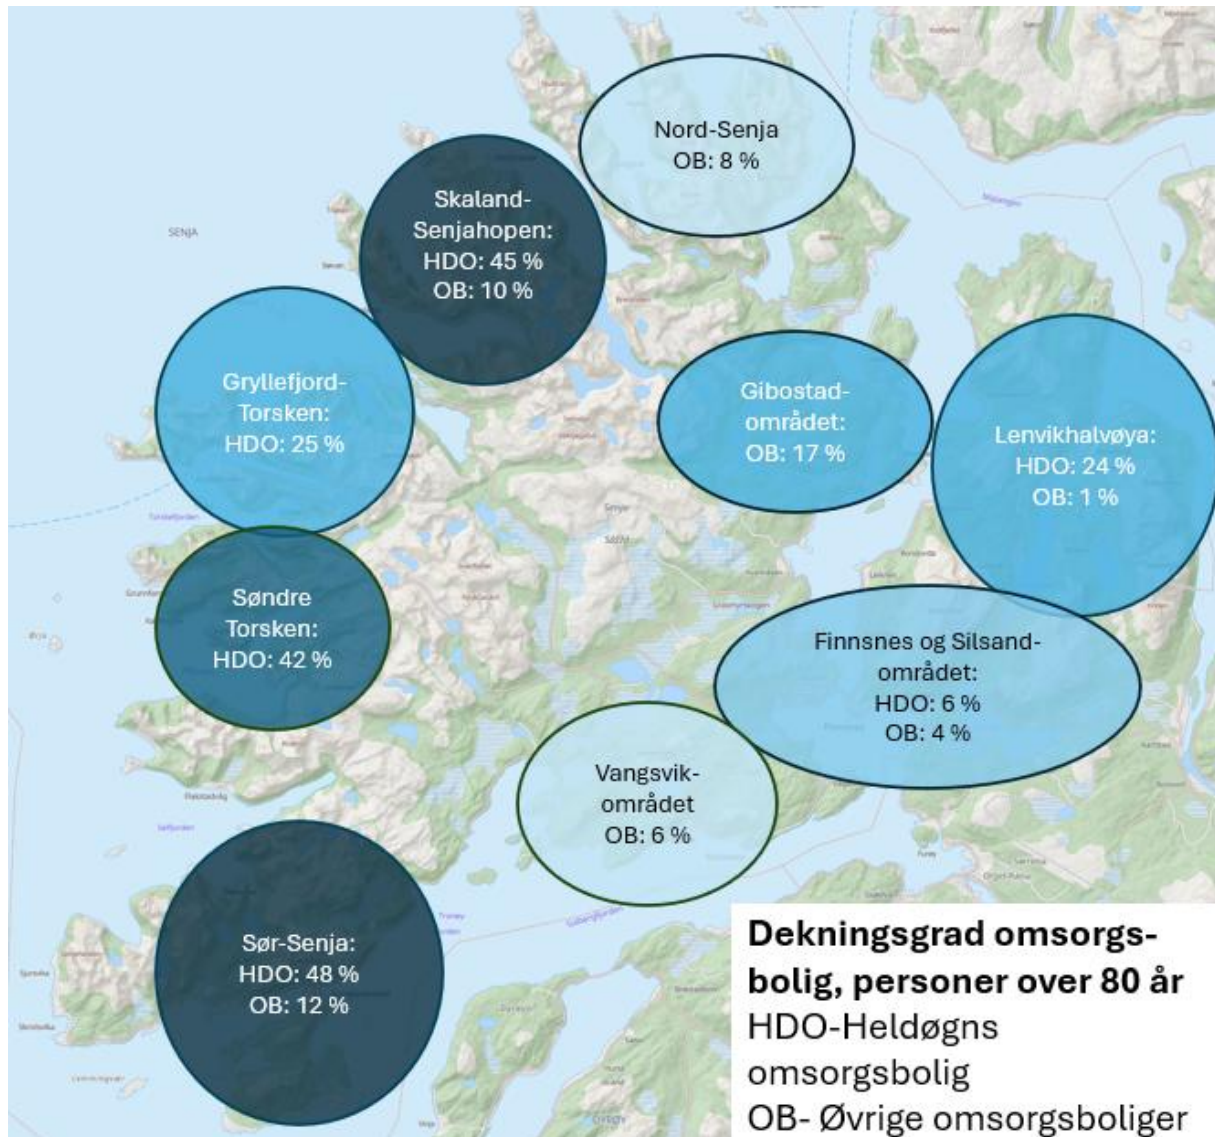 Nord-Senja
OB: 8 %
Skaland-
Senjahopen:
HDO: 45 %
OB: 10 %
SENJA
Gryllefjord-
Torsken:
HDO: 25 %
Gibostad-
området:
OB: 17 %
Lenvikhalvøya:
HDO: 24 %
OB: 1 %
Søndre
Torsken:
HDO: 42 %
Finnsnes og Silsand-
området:
HDO: 6 %
OB: 4 %
Vangsvik-
området
OB: 6 %
Sør-Senja:
HDO: 48 %
OB: 12 %
Dekningsgrad omsorgs-
bolig, personer over 80 år
HDO-Heldøgns
omsorgsbolig
OB- Øvrige omsorgsboliger